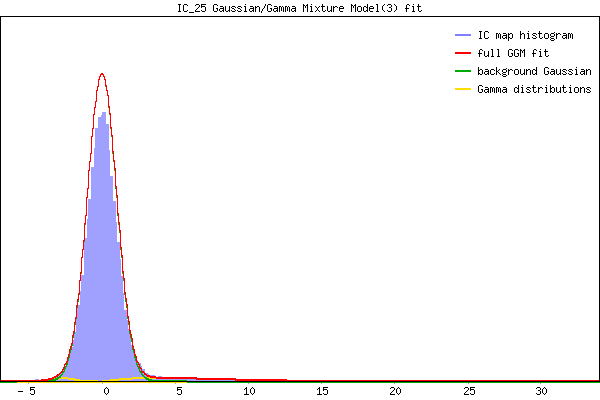 IC_25 Gaussian/Gamma Mixture Model(3) fit
IC map histogram
full GGM fit
background Gaussian
Gamma distributions
-5 0 5 10 15 20 25 30